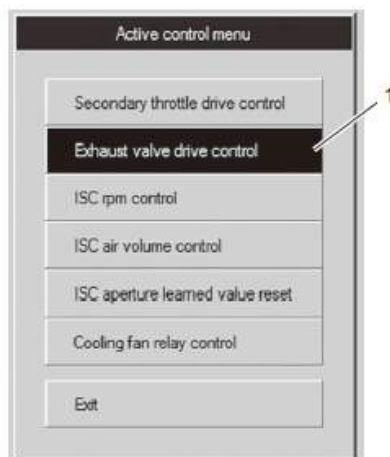 Active control menu
Secondary throttle drive control
1
Exhaust valve drive control
ISC rpm control
ISC air volume control
ISC aperture learned value reset
Cooling fan relay control
Exit